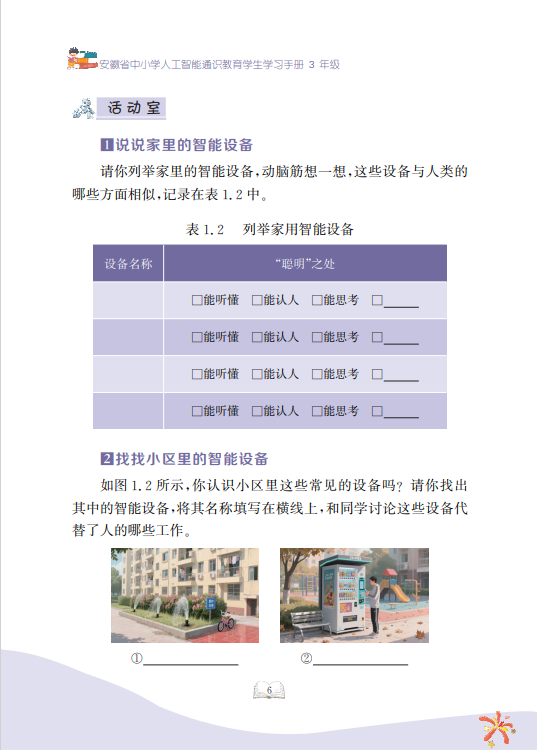 安徽省中小学人工智能通识教育学生学习手册 3 年级
活动室
1 说说家里的智能设备
请你列举家里的智能设备,动脑筋想一想,这些设备与人类的
哪些方面相似,记录在表1.2中。
表1.2 列举家用智能设备
设备名称 “聪明”之处
□能听懂 □能认人 □能思考 □______
□能听懂 □能认人 □能思考 □______
□能听懂 □能认人 □能思考 □______
□能听懂 □能认人 □能思考 □______
2 找找小区里的智能设备
如图1.2所示,你认识小区里这些常见的设备吗?请你找出
其中的智能设备,将其名称填写在横线上,和同学讨论这些设备代
替了人的哪些工作。
①______________ ②______________
6